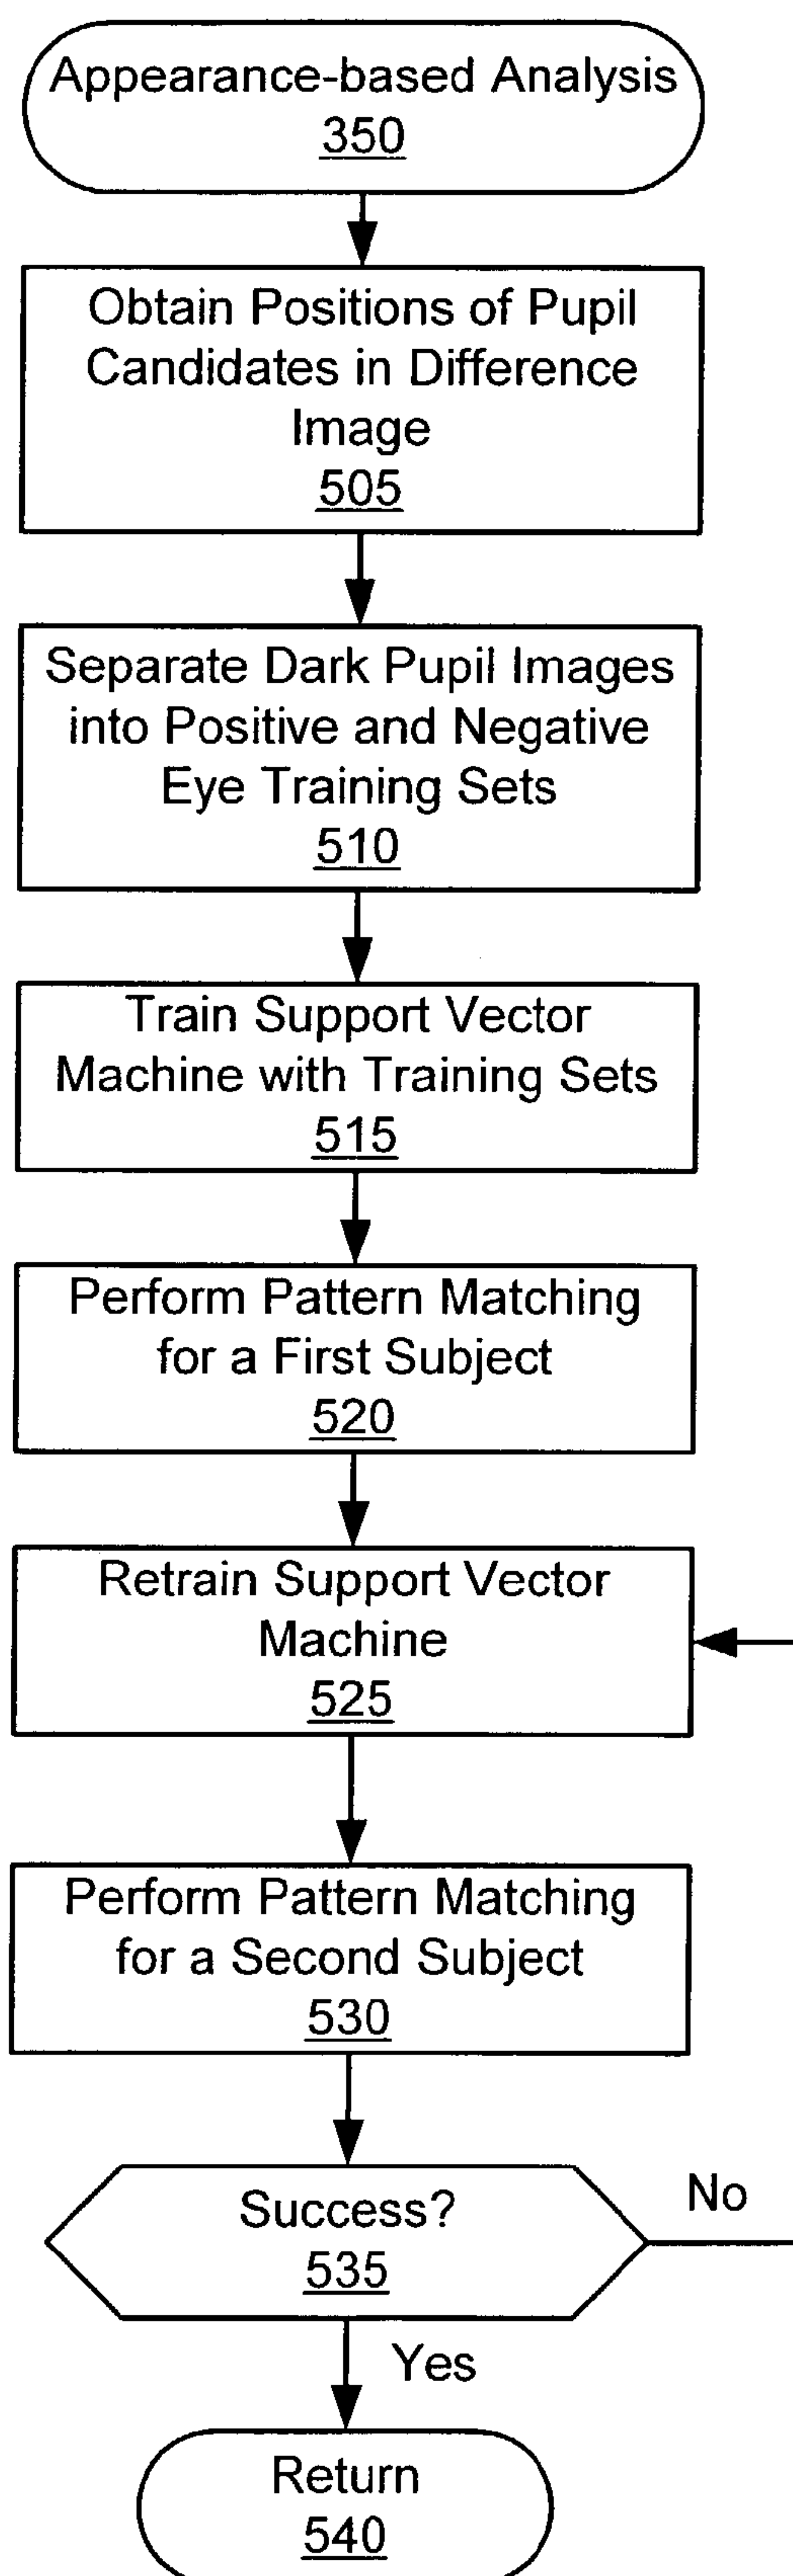 Appearance-based Analysis
350
Obtain Positions of Pupil
Candidates in Difference
Image
505
Separate Dark Pupil Images
into Positive and Negative
Eye Training Sets
510
Train Support Vector
Machine with Training Sets
515
Perform Pattern Matching
for a First Subject
520
Retrain Support Vector
Machine
525
Perform Pattern Matching
for a Second Subject
530
Success?
535
No
Yes
Return
540